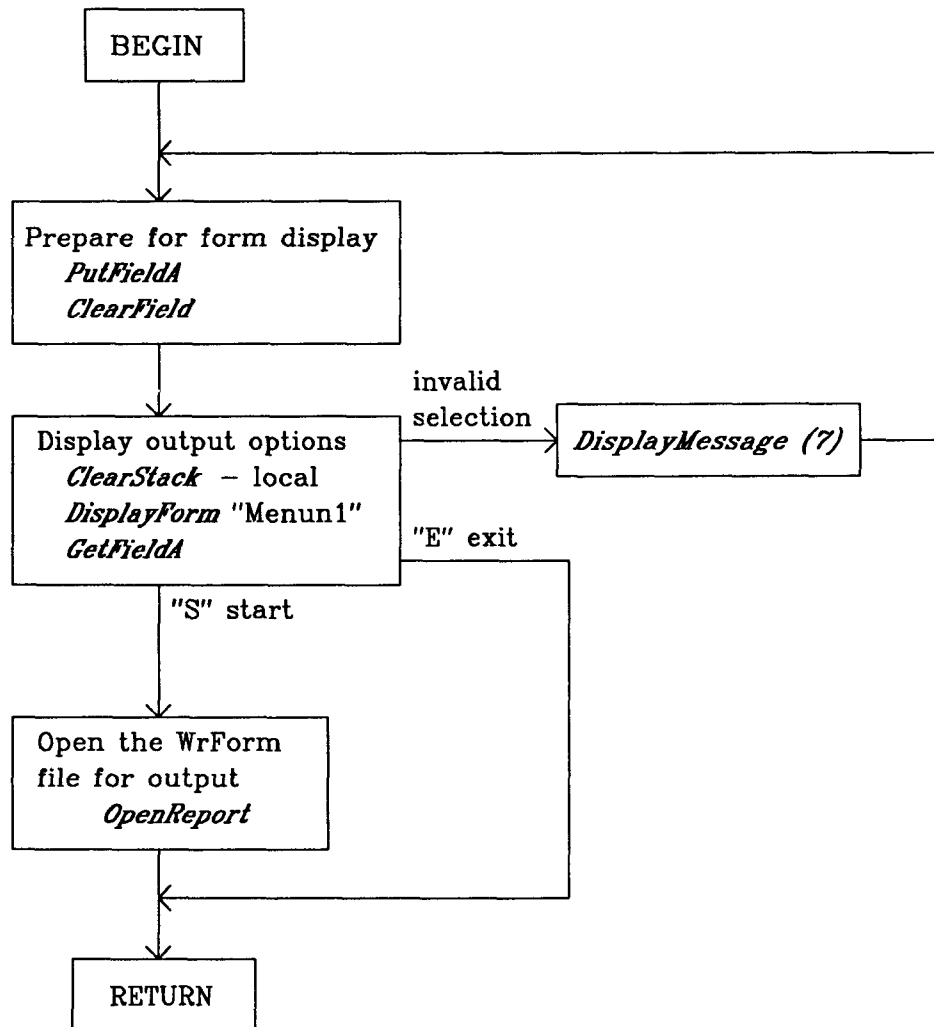 BEGIN
Prepare for form display
PutFieldA
ClearField
invalid
selection
Display output options
ClearStack – local
DisplayForm "Menun1"
GetFieldA
DisplayMessage (7)
"E" exit
"S" start
Open the WrForm
file for output
OpenReport
RETURN